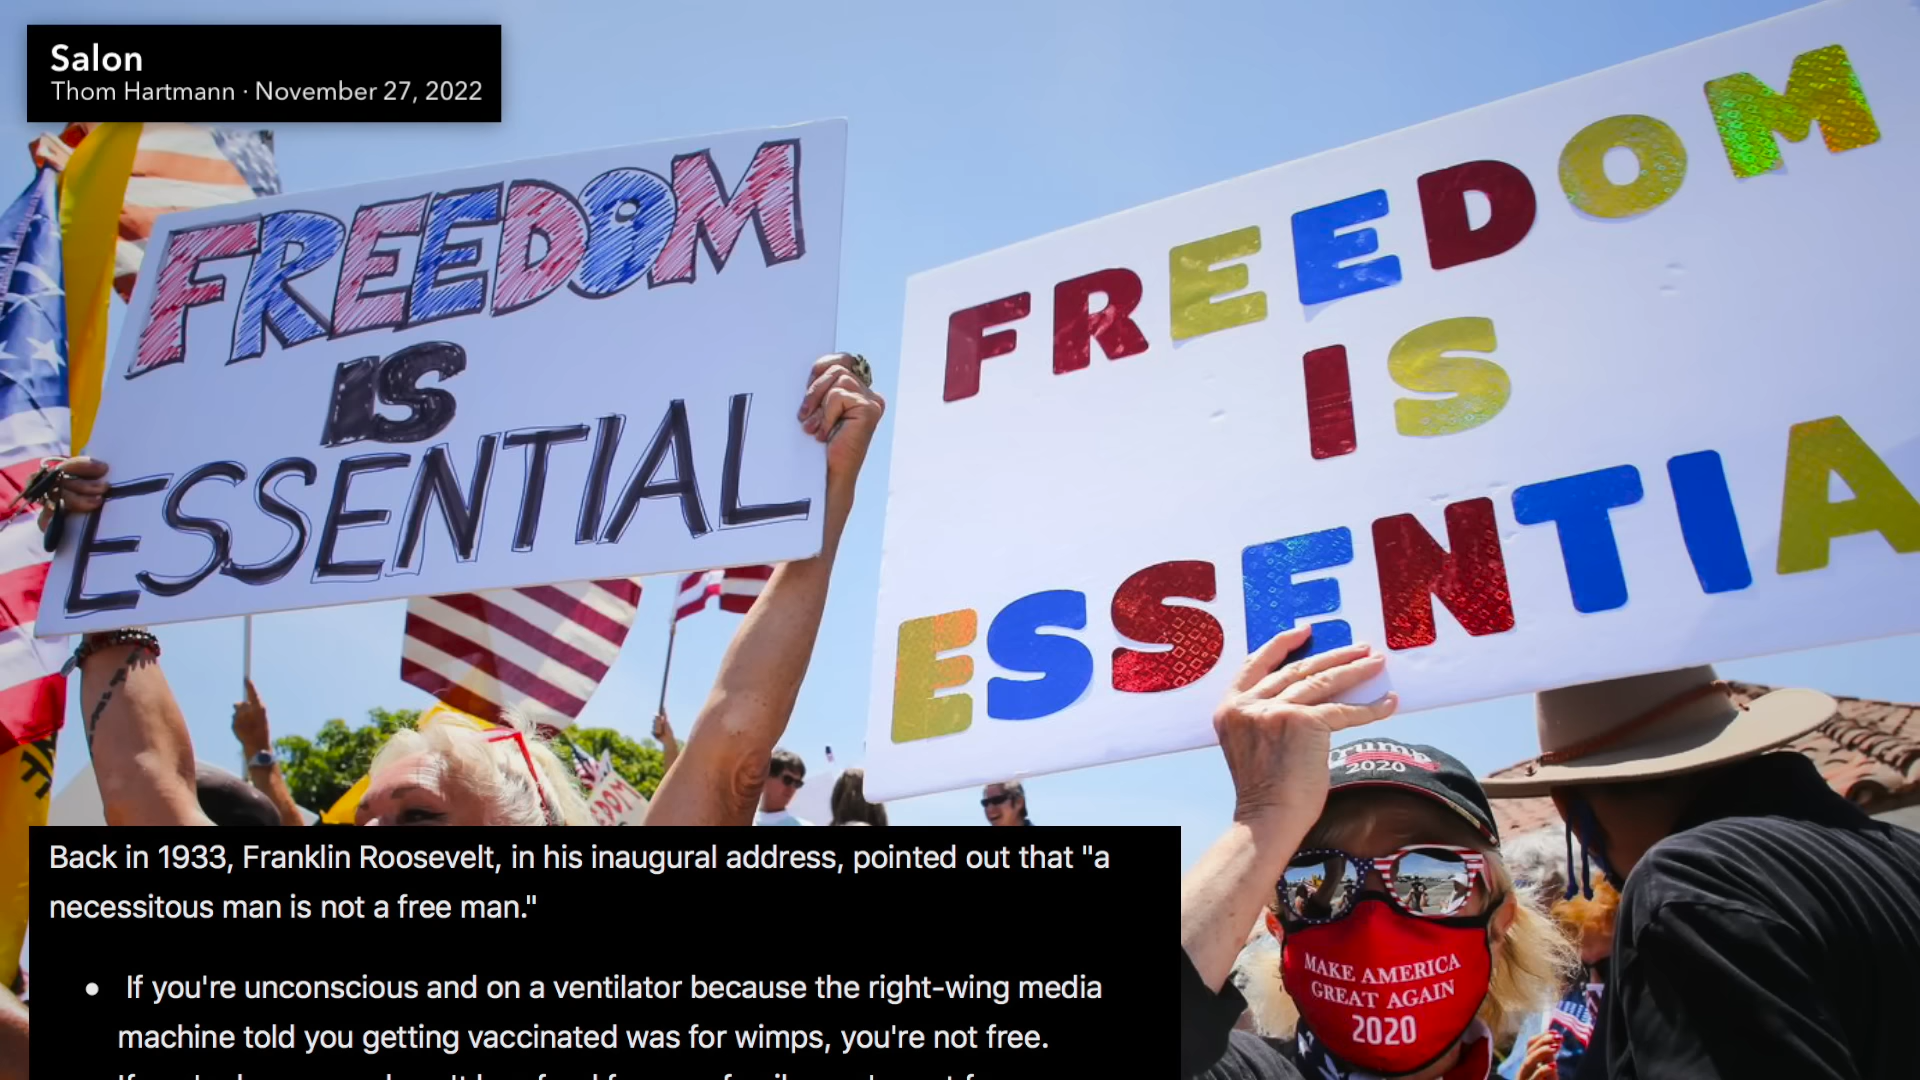 Salon
Thom Hartmann · November 27, 2022
FREEDOM
IS
ESSENTIAL
FREEDOM
IS
ESSENTIA
Trump
2020
MAKE AMERICA
GREAT AGAIN
2020
Back in 1933, Franklin Roosevelt, in his inaugural address, pointed out that "a
necessitous man is not a free man."
• If you're unconscious and on a ventilator because the right-wing media
machine told you getting vaccinated was for wimps, you're not free.